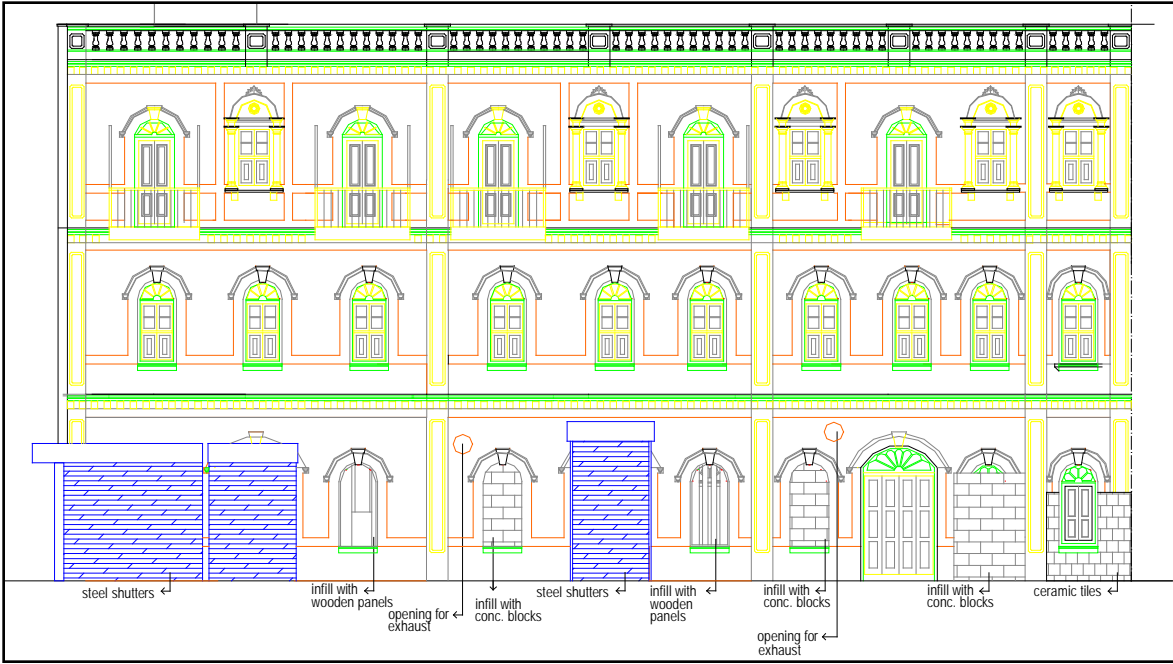 steel shutters
infill with
wooden panels
opening for
exhaust
infill with
conc. blocks
steel shutters
infill with
wooden
panels
opening for
exhaust
infill with
conc. blocks
infill with
conc. blocks
ceramic tiles